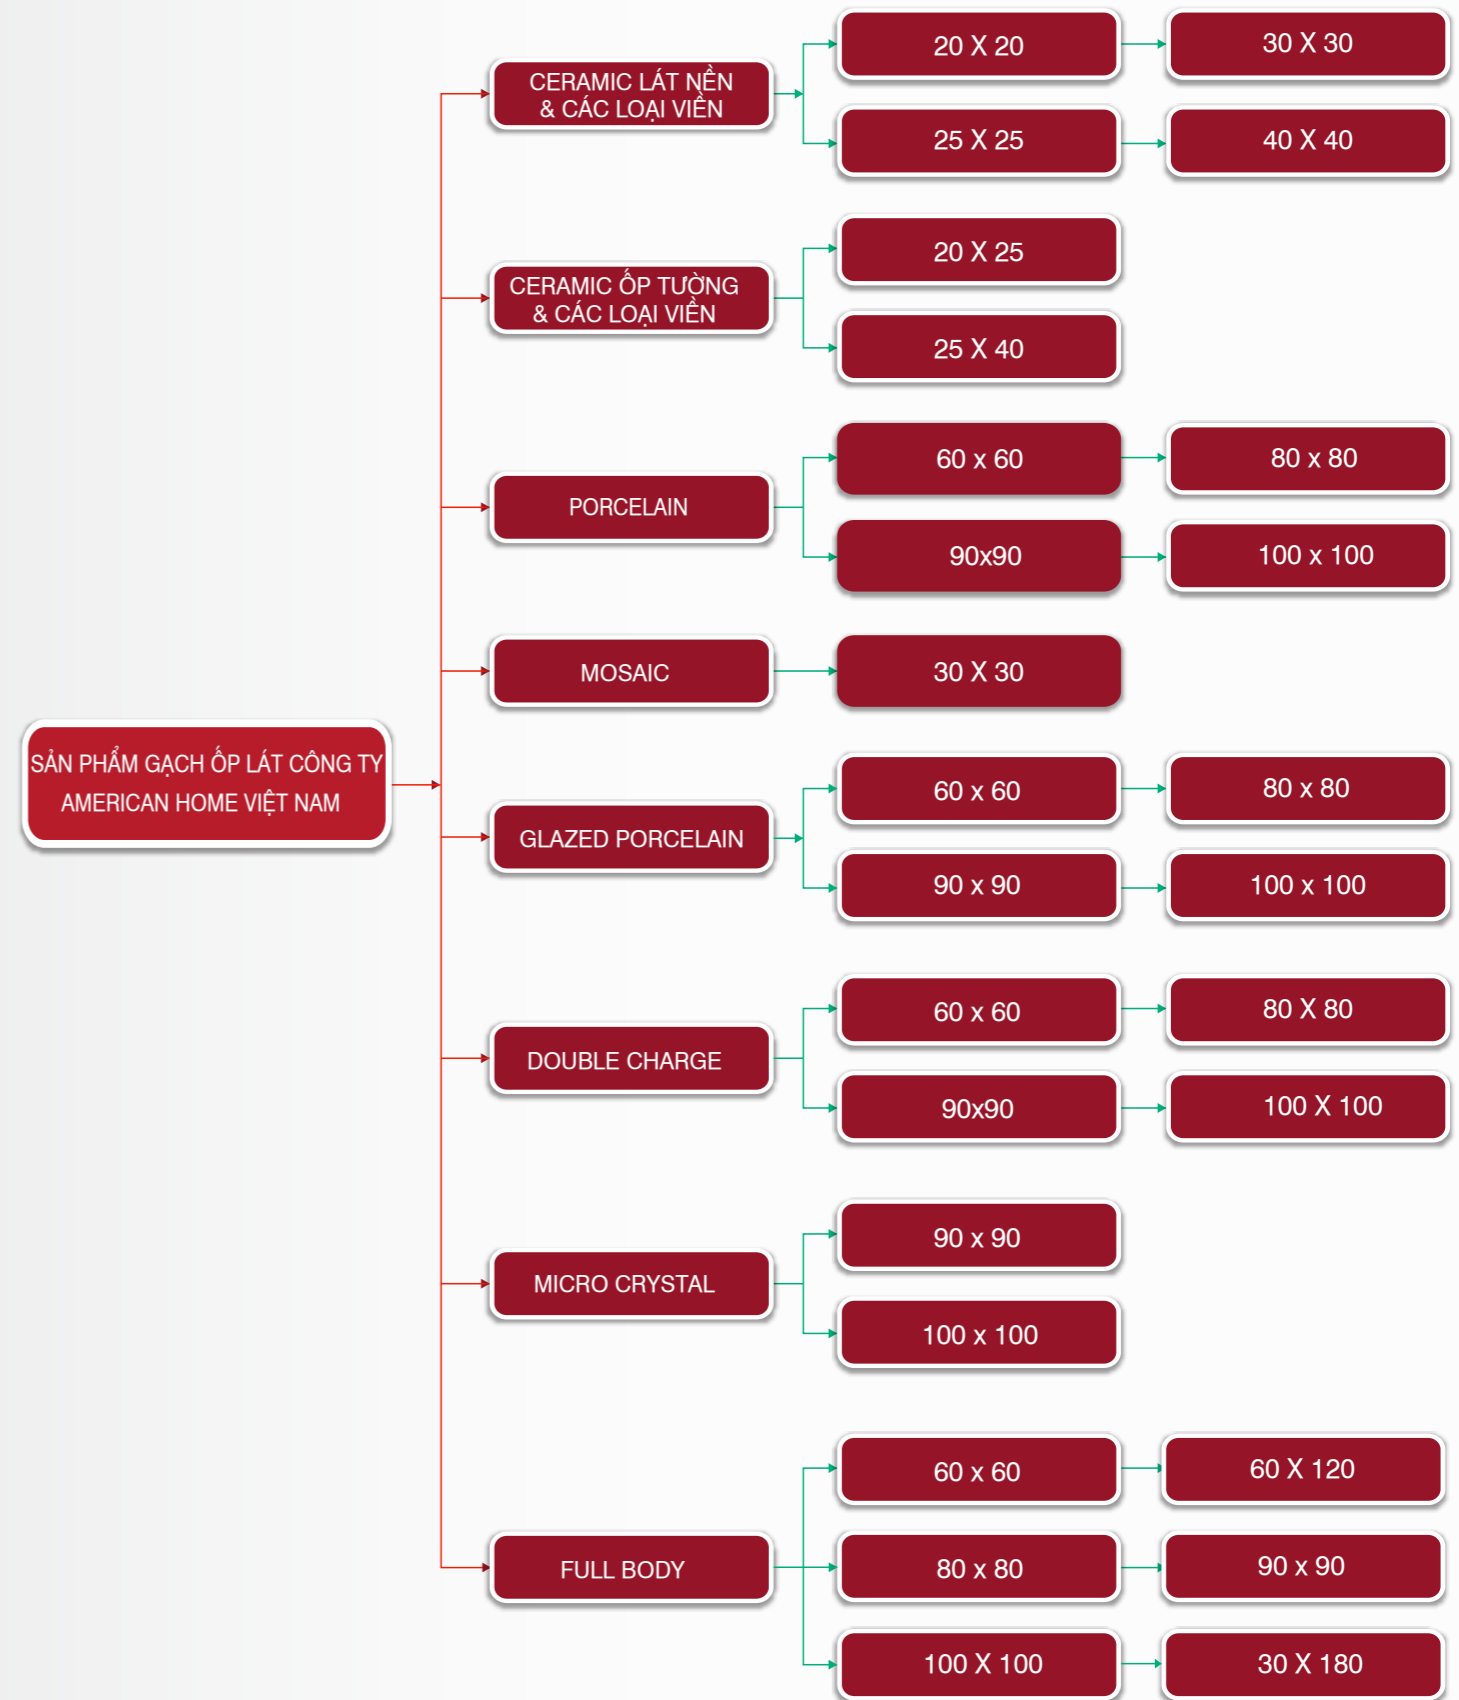 SẢN PHẨM GẠCH ỐP LÁT CÔNG TY
AMERICAN HOME VIỆT NAM
CERAMIC LÁT NỀN
& CÁC LOẠI VIỀN
20 X 20
30 X 30
25 X 25
40 X 40
CERAMIC ỐP TƯỜNG
& CÁC LOẠI VIỀN
20 X 25
25 X 40
PORCELAIN
60 x 60
80 x 80
90x90
100 x 100
MOSAIC
30 X 30
GLAZED PORCELAIN
60 x 60
80 x 80
90 x 90
100 x 100
DOUBLE CHARGE
60 x 60
80 X 80
90x90
100 X 100
MICRO CRYSTAL
90 x 90
100 x 100
FULL BODY
60 x 60
60 X 120
80 x 80
90 x 90
100 X 100
30 X 180